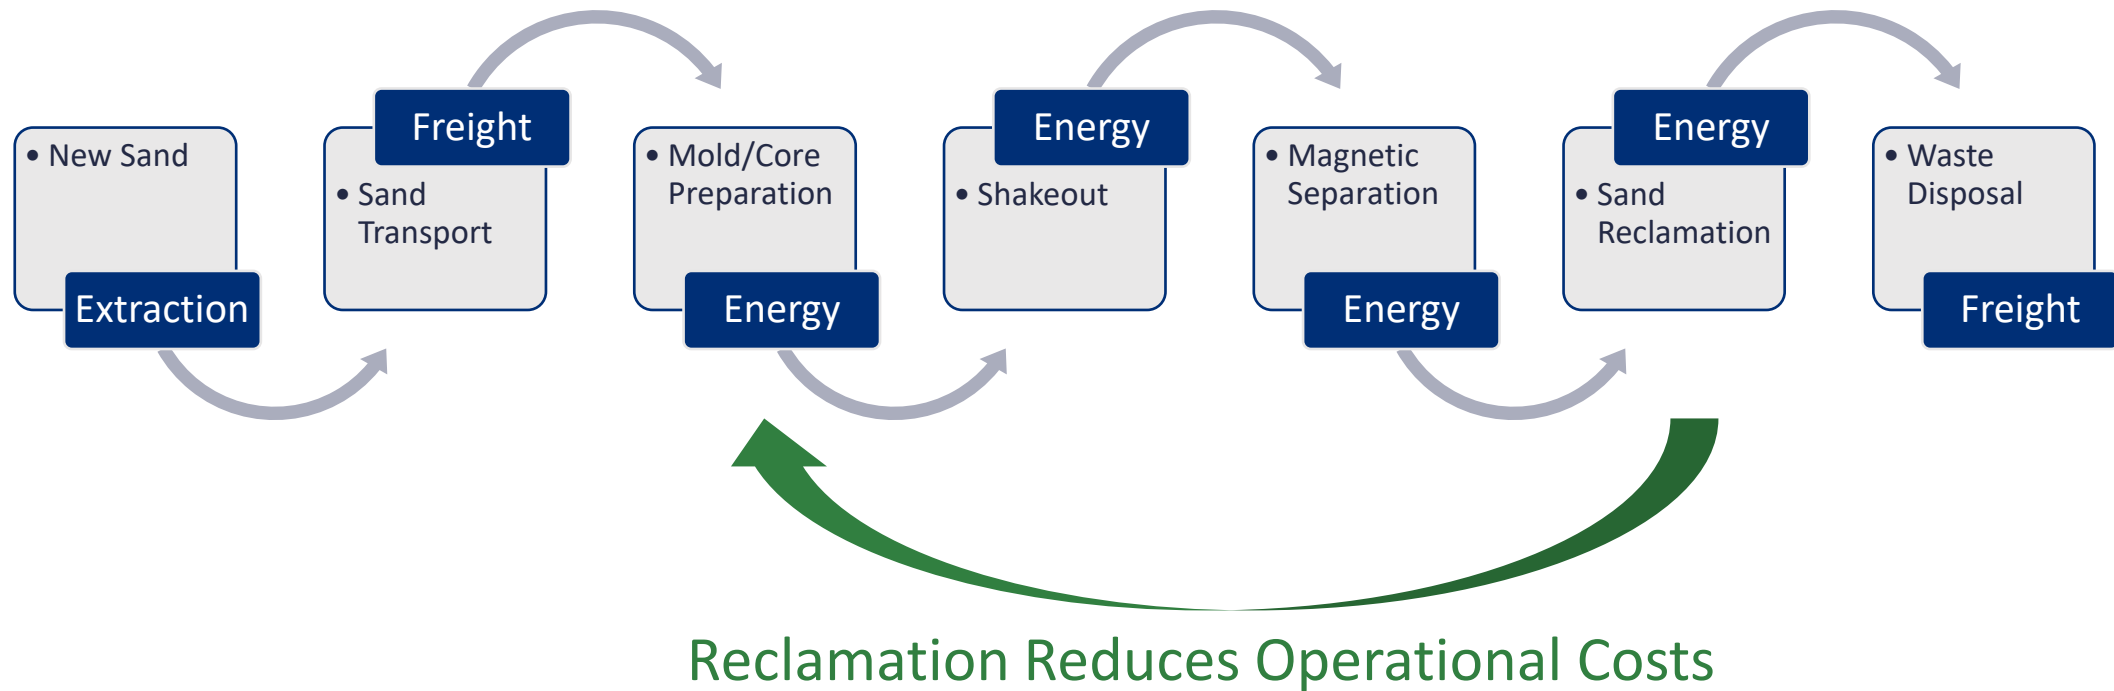 • New Sand
Extraction
Freight
• Sand
Transport
• Mold/Core
Preparation
Energy
Energy
• Shakeout
• Magnetic
Separation
Energy
Energy
• Sand
Reclamation
• Waste
Disposal
Freight
Reclamation Reduces Operational Costs